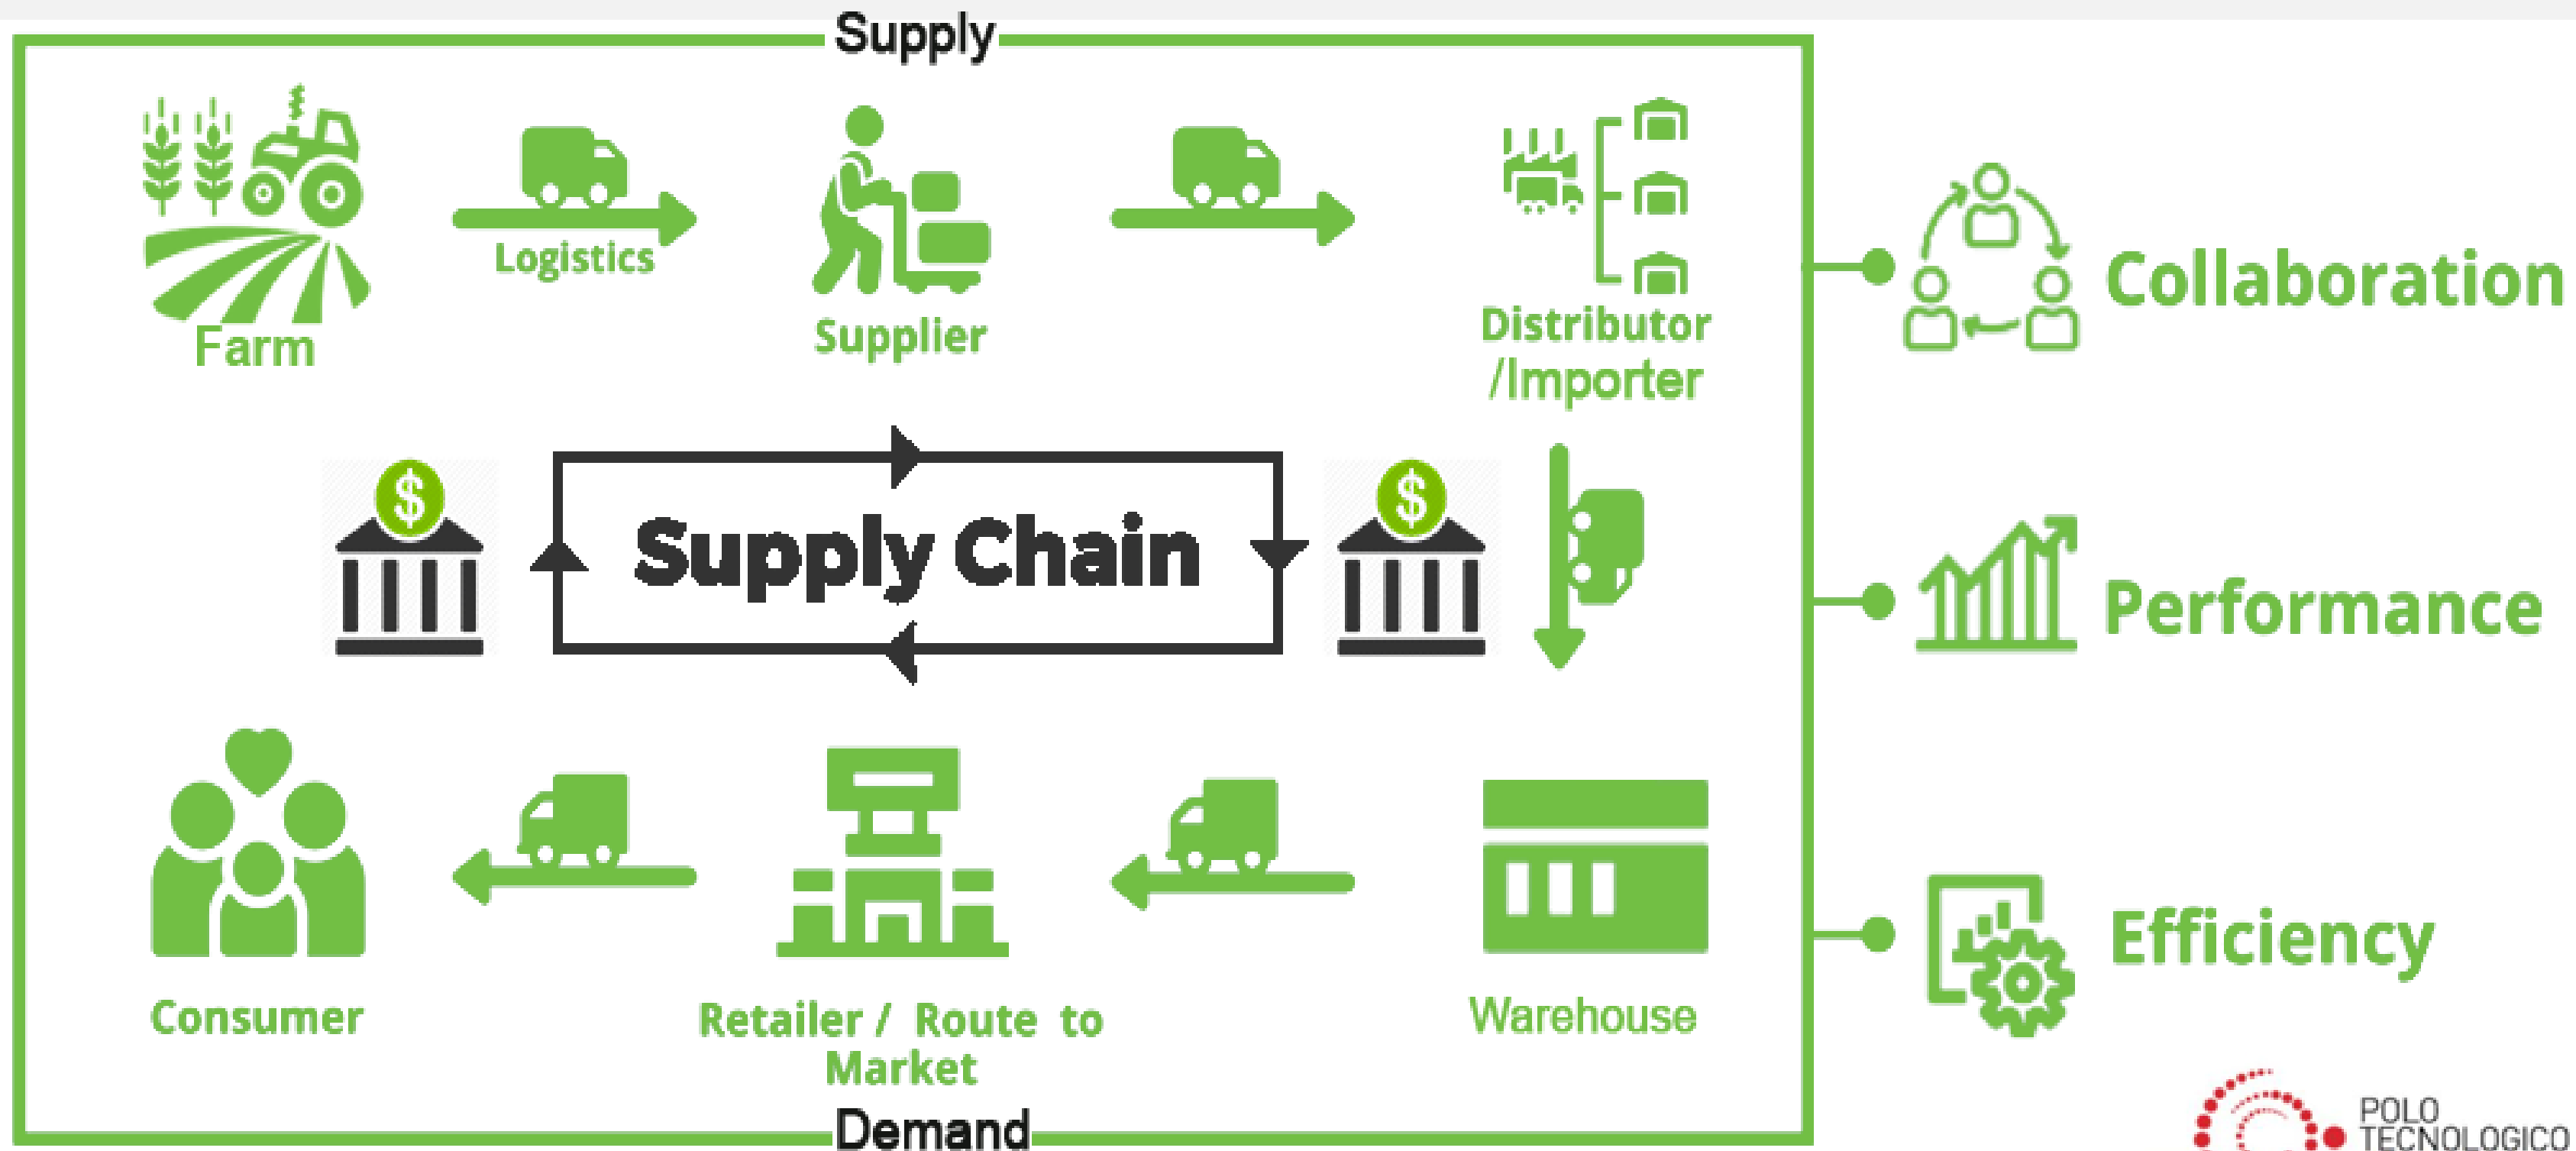 Supply
Logistics
Farm
Supplier
Distributor
/Importer
$
$
Supply Chain
Consumer
Retailer / Route to
Market
Warehouse
Demand
Collaboration
Performance
Efficiency
POLO
TECNOLOGICO